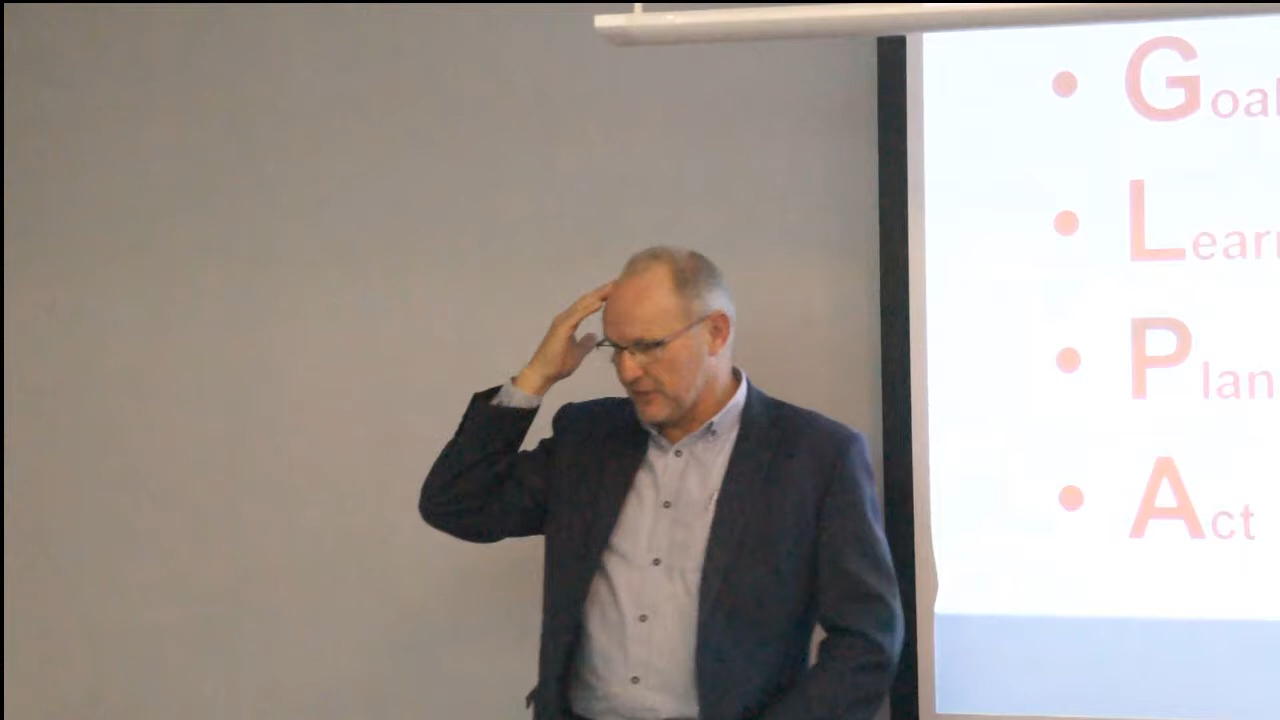 • Goal
• Lear
• Plan
• Act